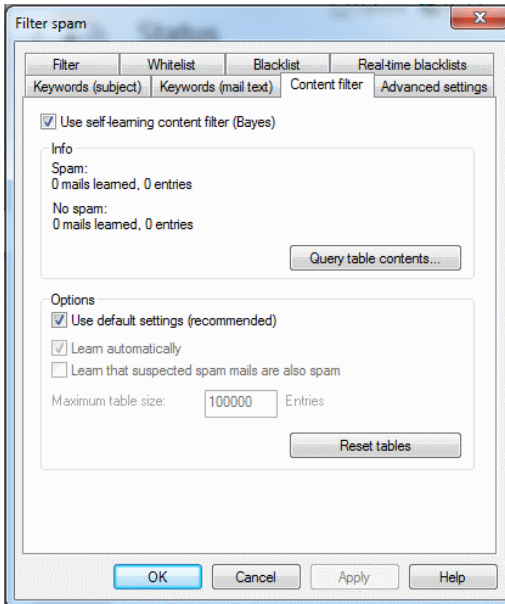 Filter spam
Filter Whitelist Blacklist Real-time blacklists
Keywords (subject) Keywords (mail text) Content filter Advanced settings
Use self-learning content filter (Bayes)
Info
Spam:
0 mails learned, 0 entries
No spam:
0 mails learned, 0 entries
Query table contents...
Options
Use default settings (recommended)
Learn automatically
Learn that suspected spam mails are also spam
Maximum table size: 100000 Entries
Reset tables
OK Cancel Apply Help